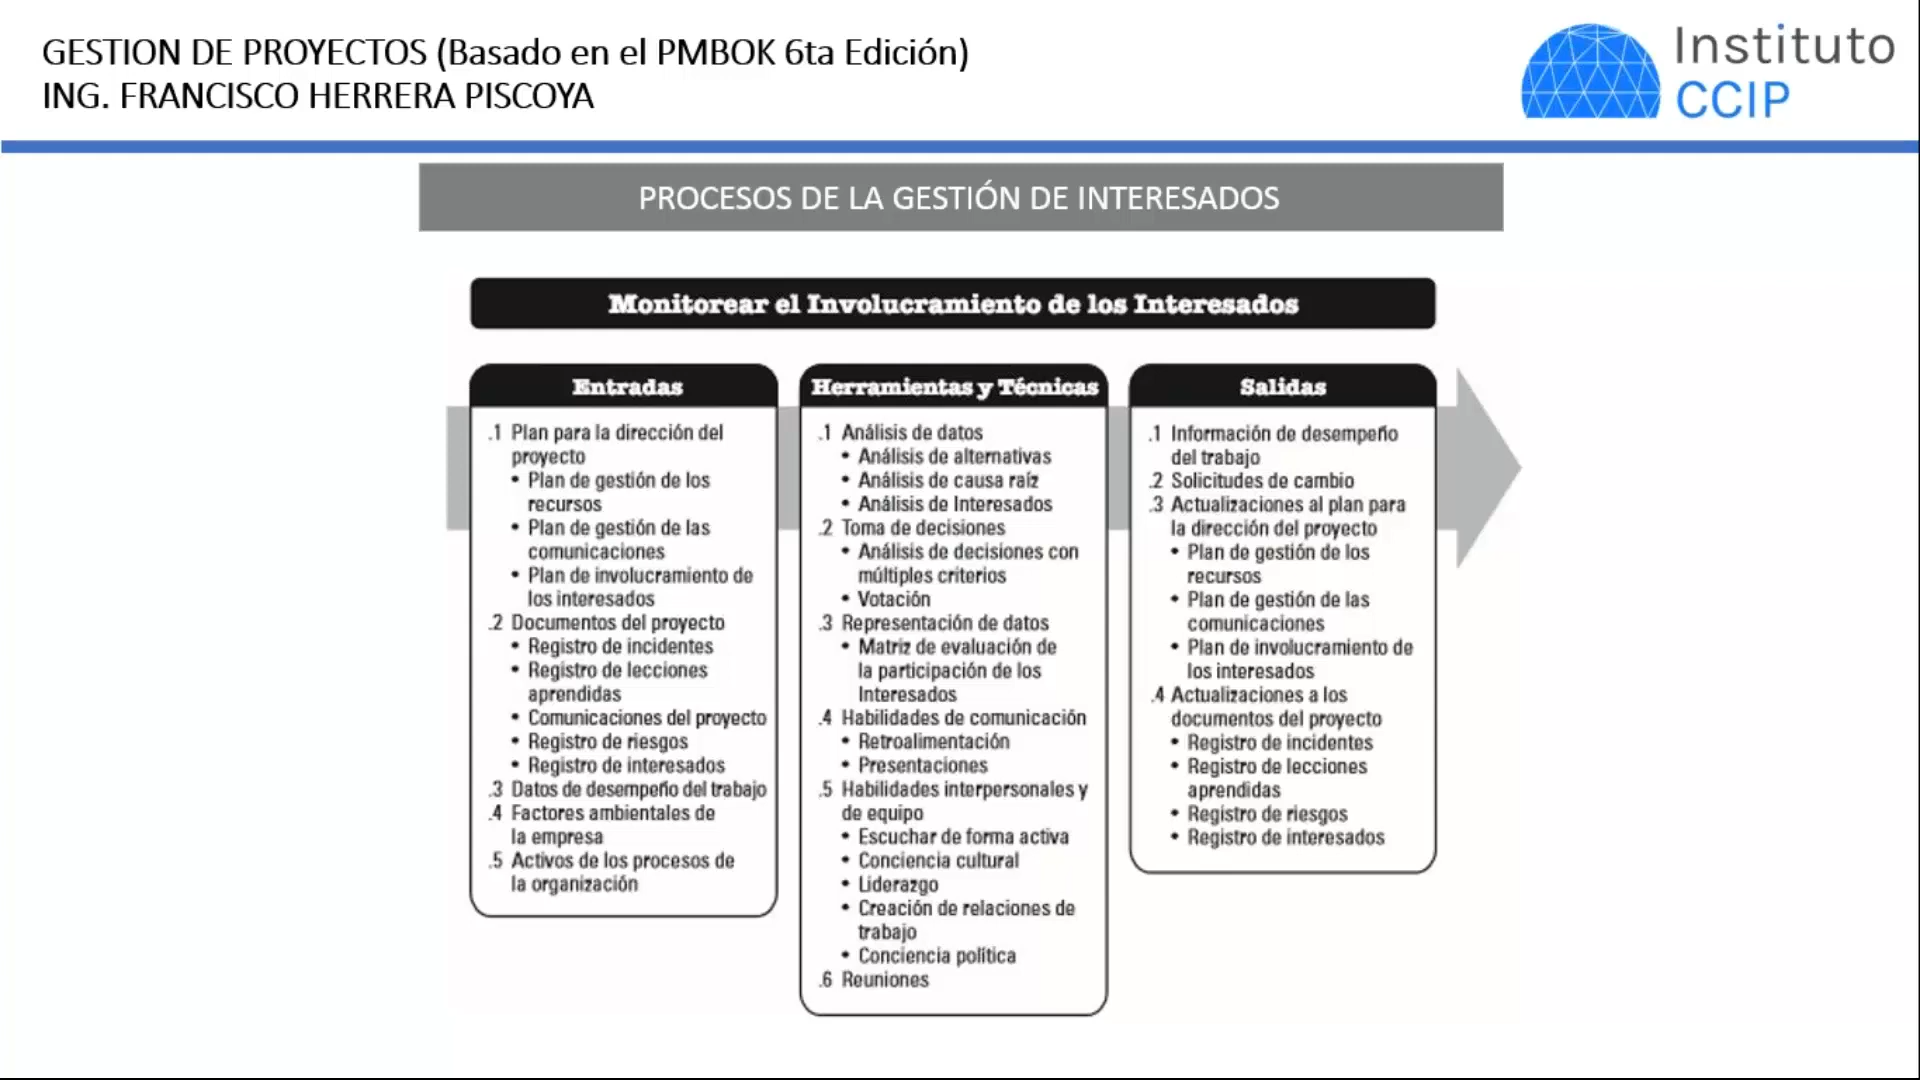 GESTION DE PROYECTOS (Basado en el PMBOK 6ta Edición)
ING. FRANCISCO HERRERA PISCOYA
Instituto
CCIP
PROCESOS DE LA GESTIÓN DE INTERESADOS
Monitorear el Involucramiento de los Interesados
Entradas
.1 Plan para la dirección del
proyecto
• Plan de gestión de los
recursos
• Plan de gestión de las
comunicaciones
• Plan de involucramiento de
los interesados
.2 Documentos del proyecto
• Registro de incidentes
• Registro de lecciones
aprendidas
• Comunicaciones del proyecto
• Registro de riesgos
• Registro de interesados
.3 Datos de desempeño del trabajo
.4 Factores ambientales de
la empresa
.5 Activos de los procesos de
la organización
Herramientas y Técnicas
.1 Análisis de datos
• Análisis de alternativas
• Análisis de causa raíz
• Análisis de Interesados
.2 Toma de decisiones
• Análisis de decisiones con
múltiples criterios
• Votación
.3 Representación de datos
• Matriz de evaluación de
la participación de los
Interesados
.4 Habilidades de comunicación
• Retroalimentación
• Presentaciones
.5 Habilidades interpersonales y
de equipo
• Escuchar de forma activa
• Conciencia cultural
• Liderazgo
• Creación de relaciones de
trabajo
• Conciencia política
.6 Reuniones
Salidas
.1 Información de desempeño
del trabajo
.2 Solicitudes de cambio
.3 Actualizaciones al plan para
la dirección del proyecto
• Plan de gestión de los
recursos
• Plan de gestión de las
comunicaciones
• Plan de involucramiento de
los interesados
.4 Actualizaciones a los
documentos del proyecto
• Registro de incidentes
• Registro de lecciones
aprendidas
• Registro de riesgos
• Registro de interesados